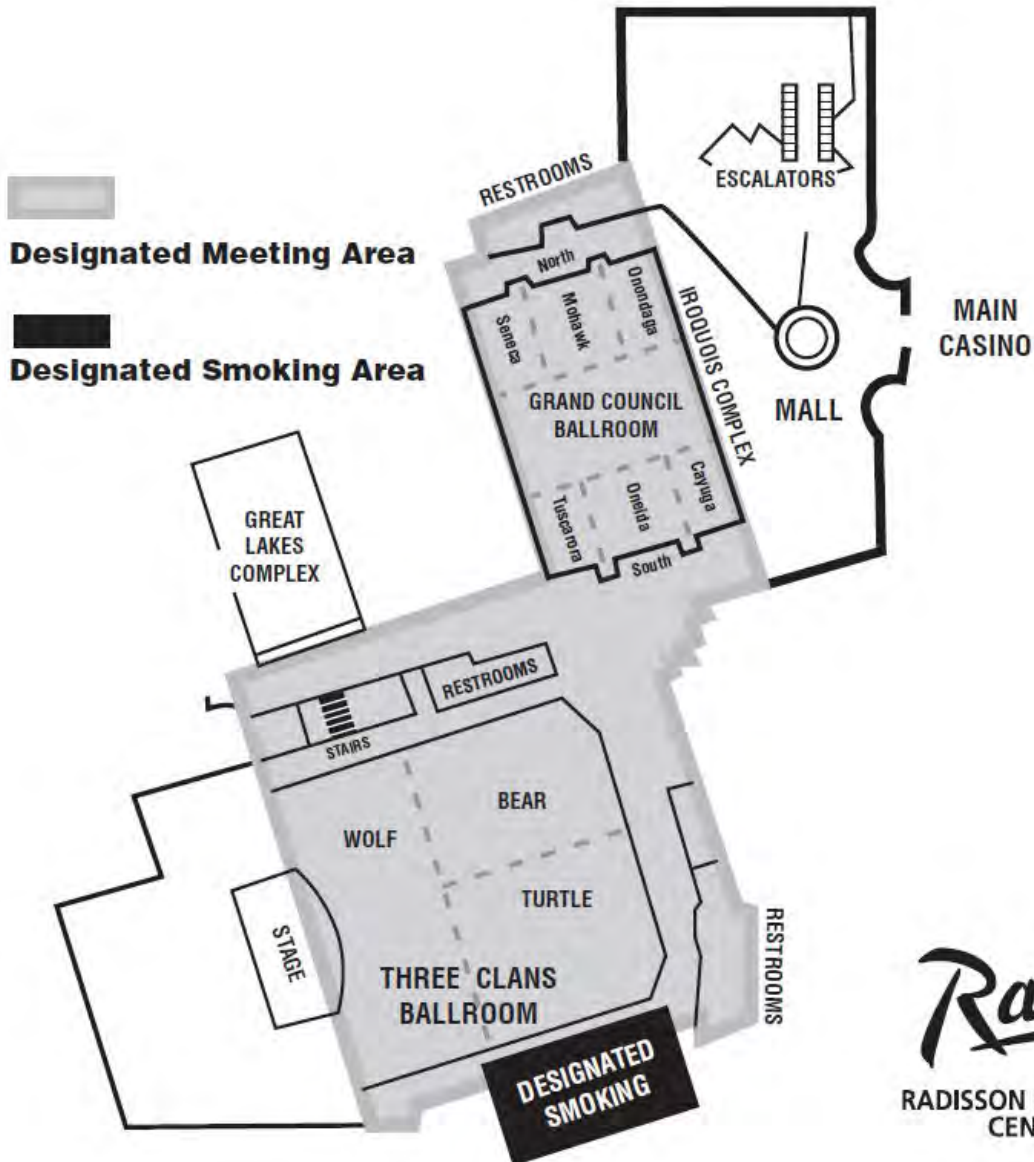 Designated Meeting Area
Designated Smoking Area
RESTROOMS
ESCALATORS
North
Seneca
Mohawk
Onondaga
IROQUOIS COMPLEX
MAIN
CASINO
MALL
GRAND COUNCIL
BALLROOM
Tuscarora
Oneida
Cayuga
South
GREAT
LAKES
COMPLEX
RESTROOMS
STAIRS
BEAR
WOLF
TURTLE
STAGE
THREE CLANS
BALLROOM
RESTROOMS
DESIGNATED
SMOKING
RADISSON